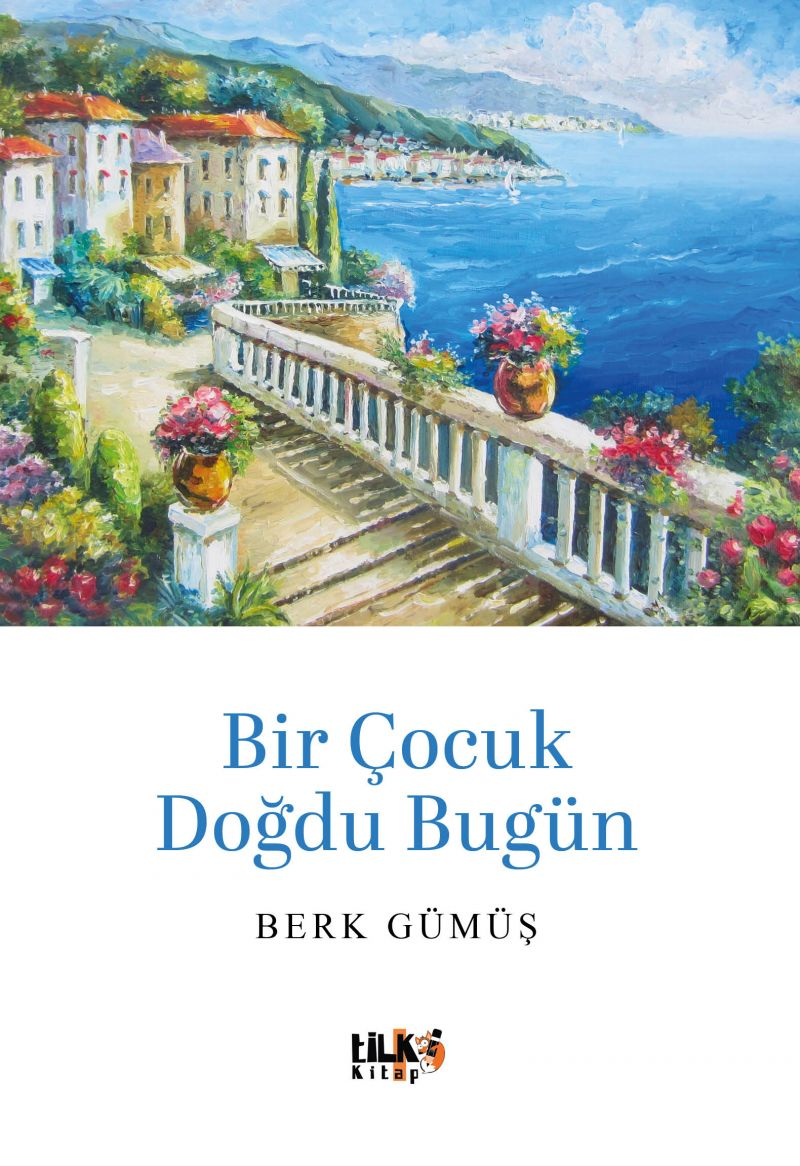 Bir Çocuk
Doğdu Bugün
BERK GÜMÜŞ
tilki
Kitap